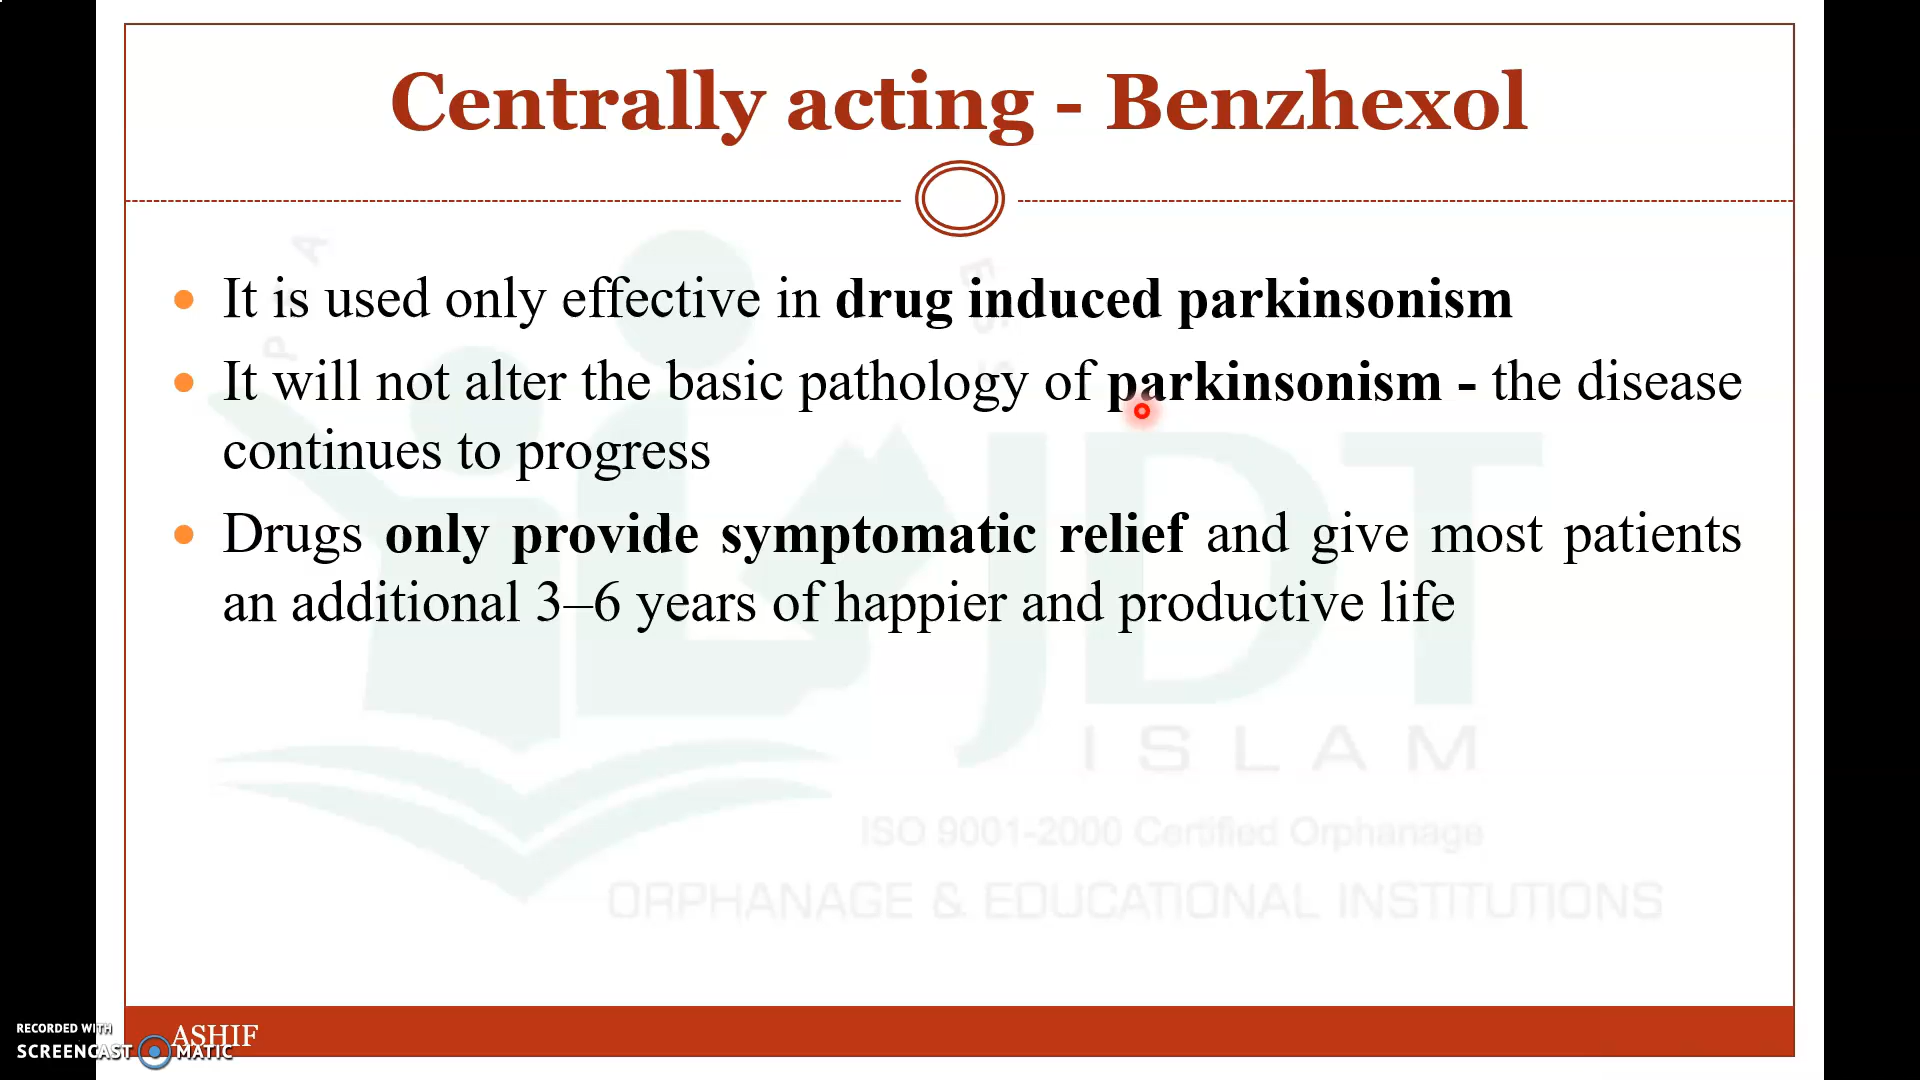 Centrally acting - Benzhexol
It is used only effective in drug induced parkinsonism
It will not alter the basic pathology of parkinsonism - the disease
continues to progress
Drugs only provide symptomatic relief and give most patients
an additional 3–6 years of happier and productive life
JDT
ISLAM
ISO 9001-2000 Certified Orphanage
ORPHANAGE & EDUCATIONAL INSTITUTIONS
ASHIF
RECORDED WITH
SCREENCAST MATIC